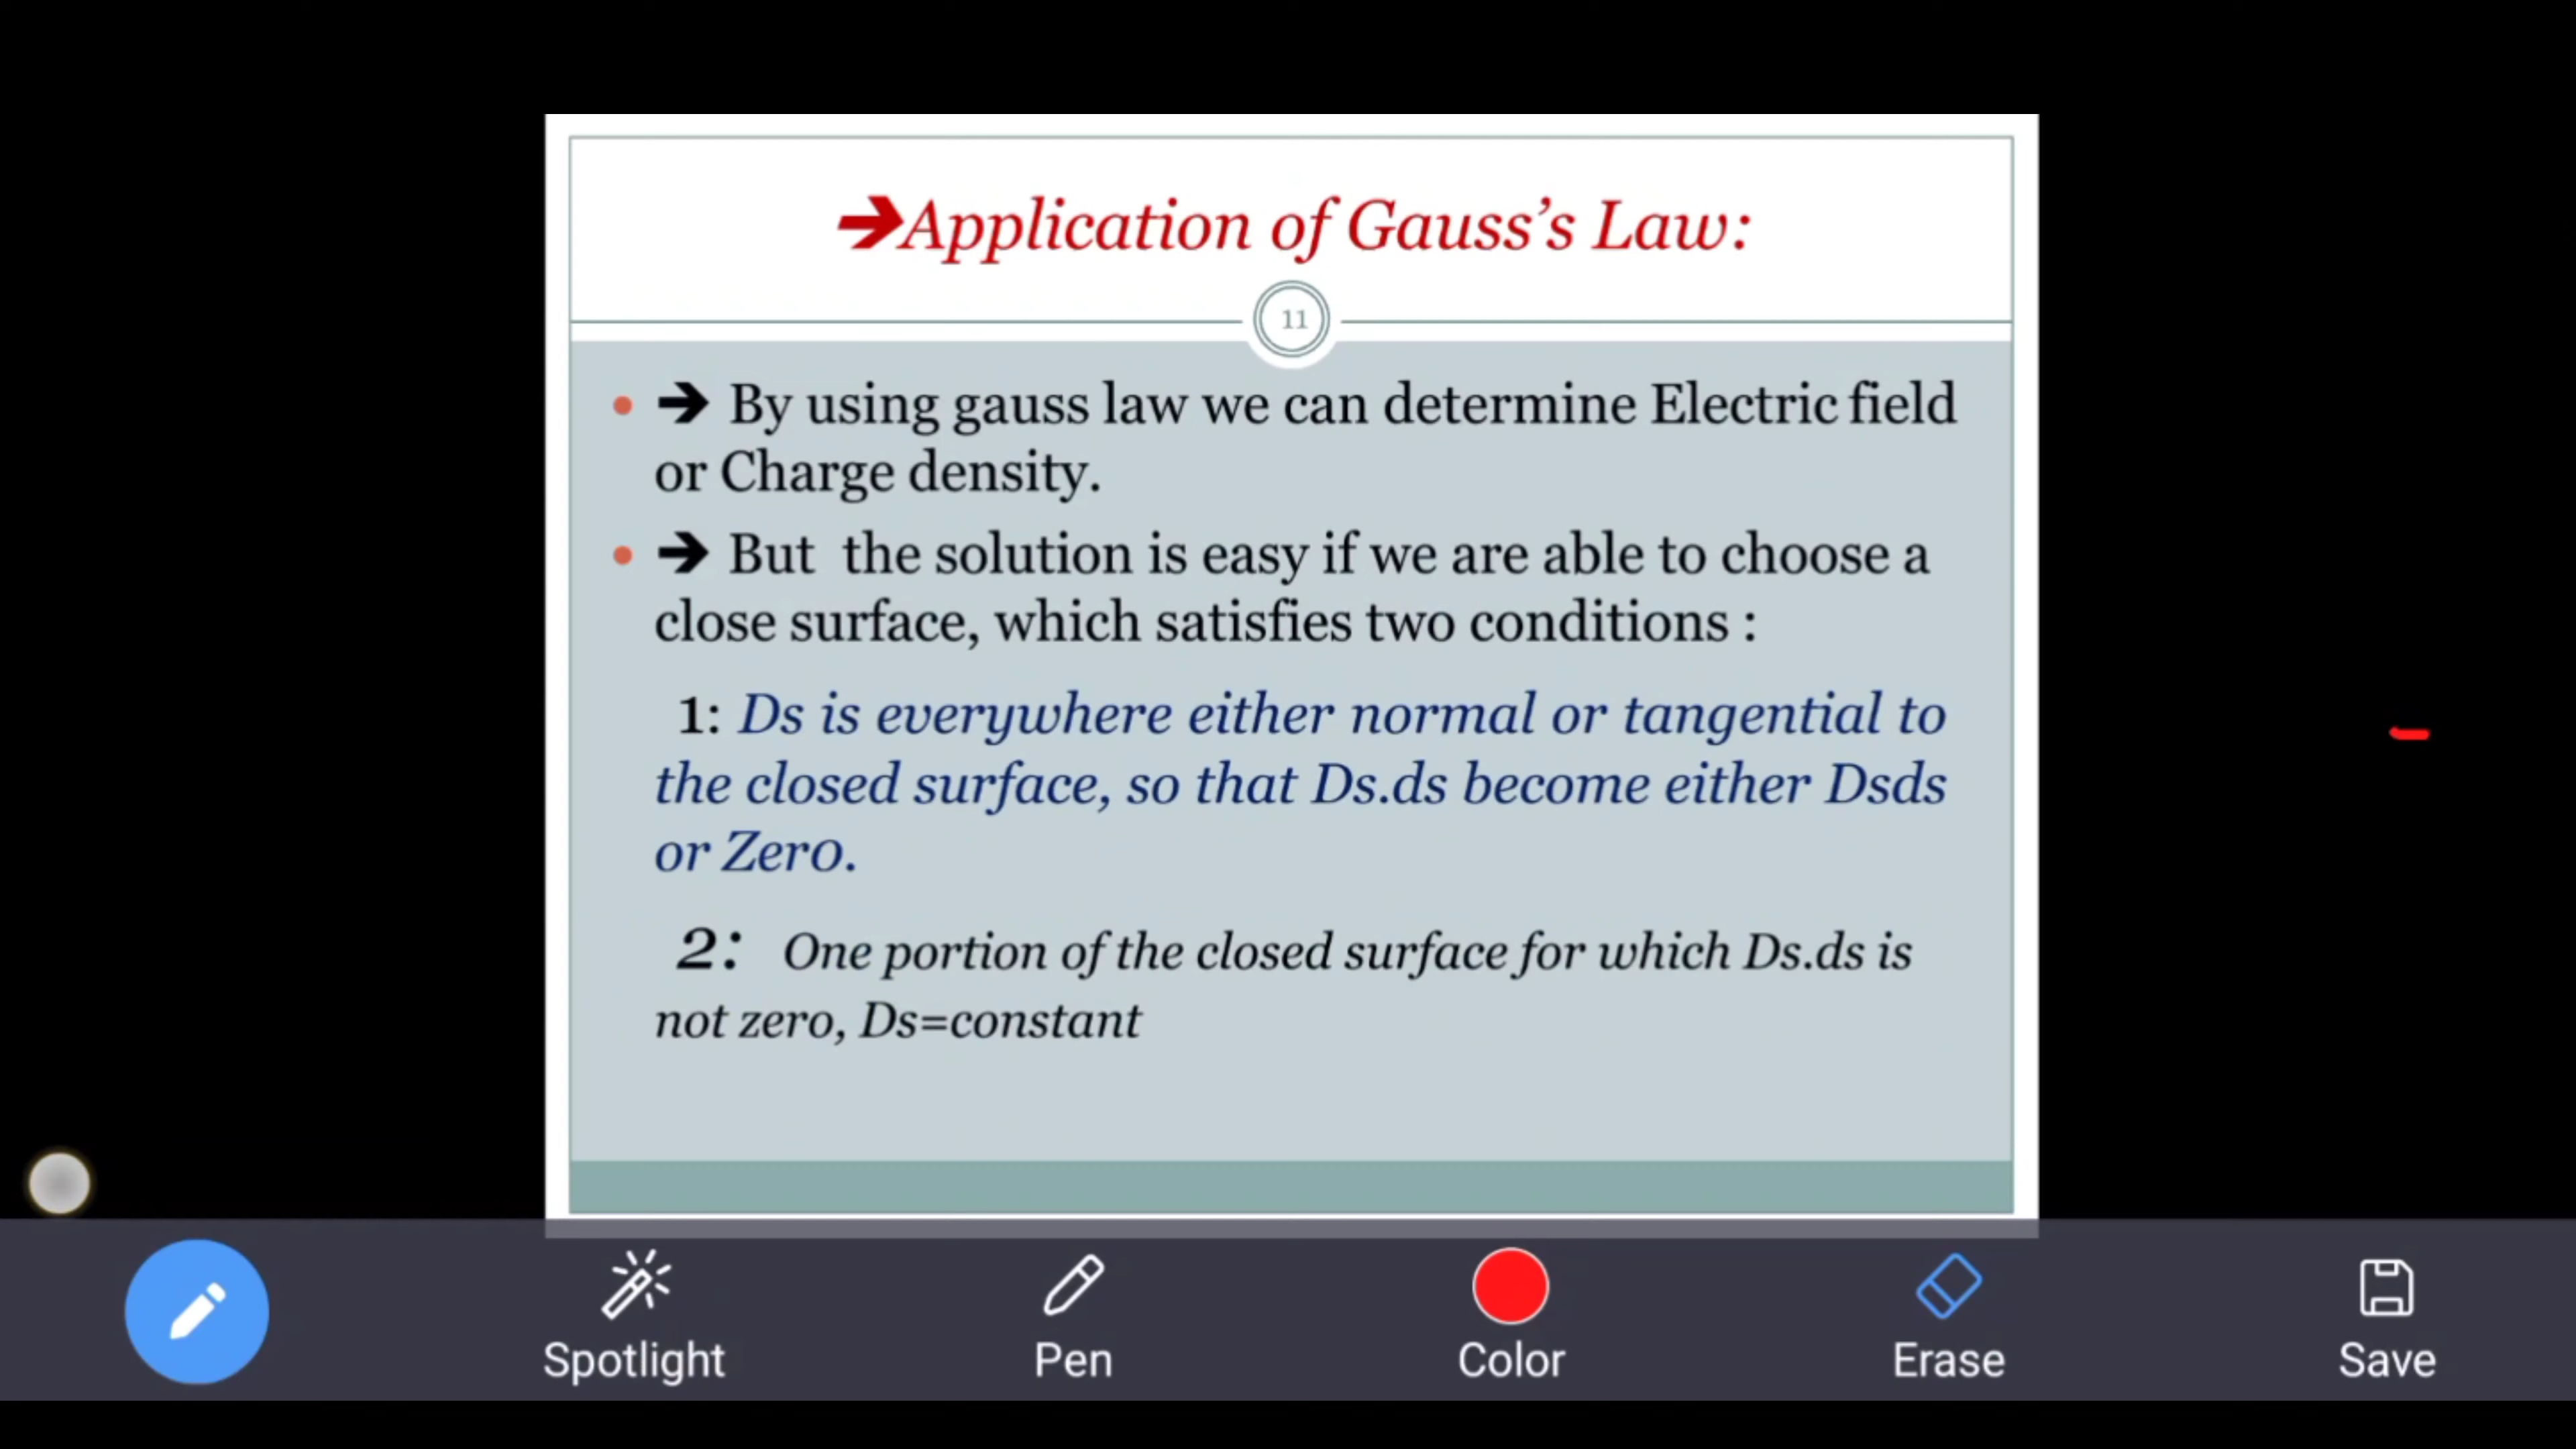 ➔Application of Gauss’s Law:
11
• ➔ By using gauss law we can determine Electric field
or Charge density.
• ➔ But the solution is easy if we are able to choose a
close surface, which satisfies two conditions :
1: Ds is everywhere either normal or tangential to
the closed surface, so that Ds.ds become either Dsds
or Zer0.
2: One portion of the closed surface for which Ds.ds is
not zero, Ds=constant
Spotlight Pen Color Erase Save